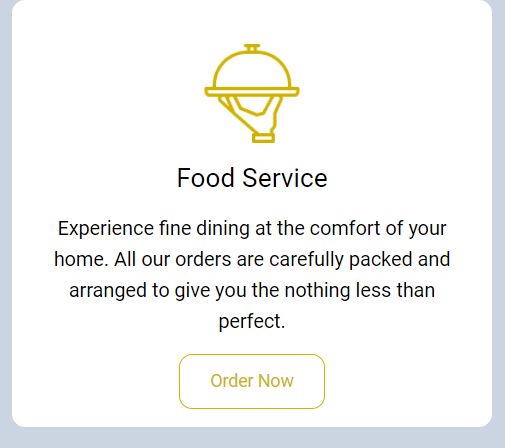 Food Service
Experience fine dining at the comfort of your
home. All our orders are carefully packed and
arranged to give you the nothing less than
perfect.
Order Now